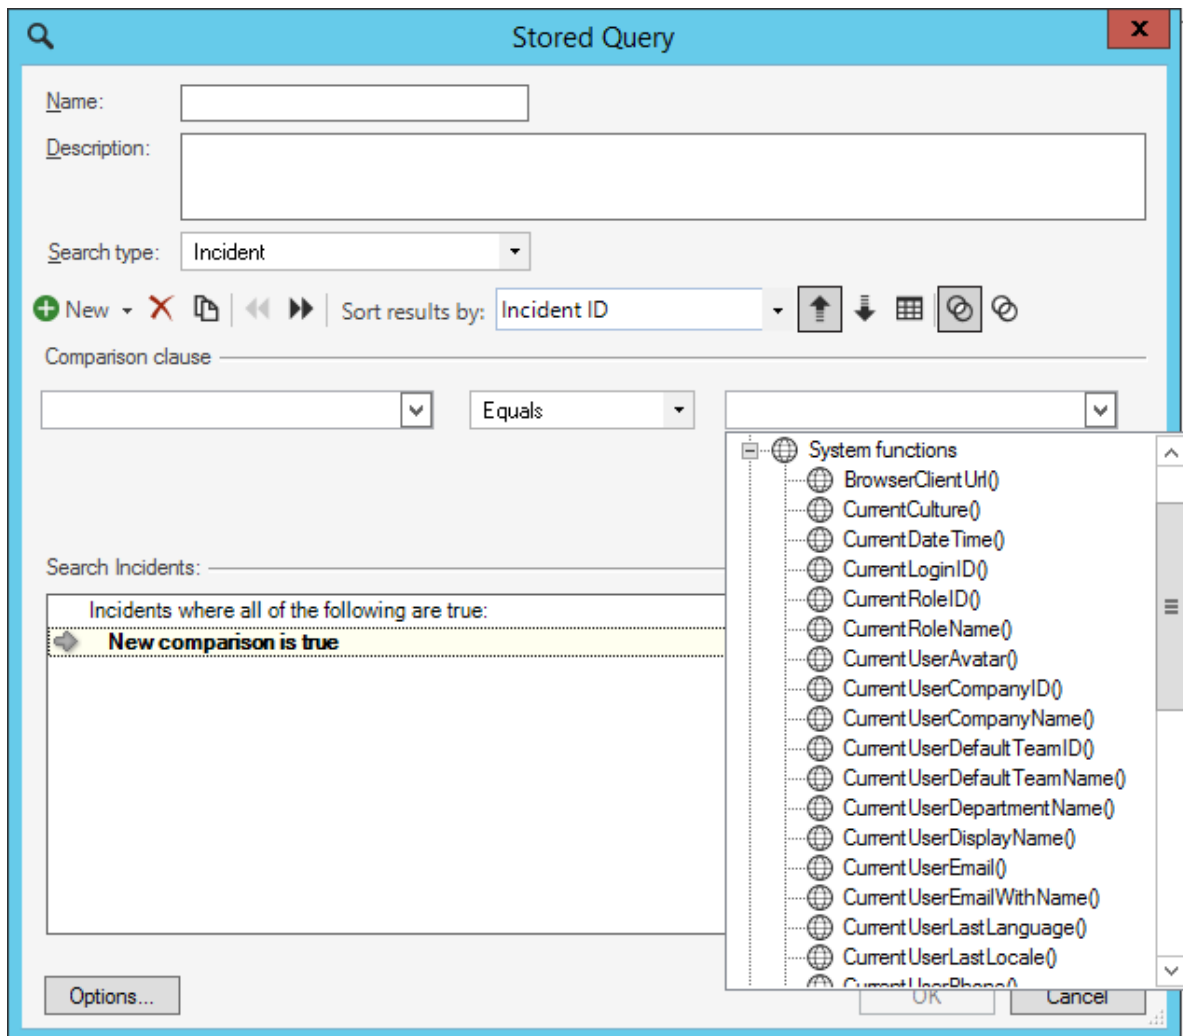 Stored Query
x
Name:
Description:
Search type: Incident
New Sort results by: Incident ID
Comparison clause
Equals
System functions
BrowserClientUrl()
CurrentCulture()
CurrentDateTime()
CurrentLoginID()
CurrentRoleID()
CurrentRoleName()
CurrentUserAvatar()
CurrentUserCompanyID()
CurrentUserCompanyName()
CurrentUserDefaultTeamID()
CurrentUserDefaultTeamName()
CurrentUserDepartmentName()
CurrentUserDisplayName()
CurrentUserEmail()
CurrentUserEmailWithName()
CurrentUserLastLanguage()
CurrentUserLastLocale()
CurrentUserPhone()
Search Incidents:
Incidents where all of the following are true:
New comparison is true
Options... OK Cancel